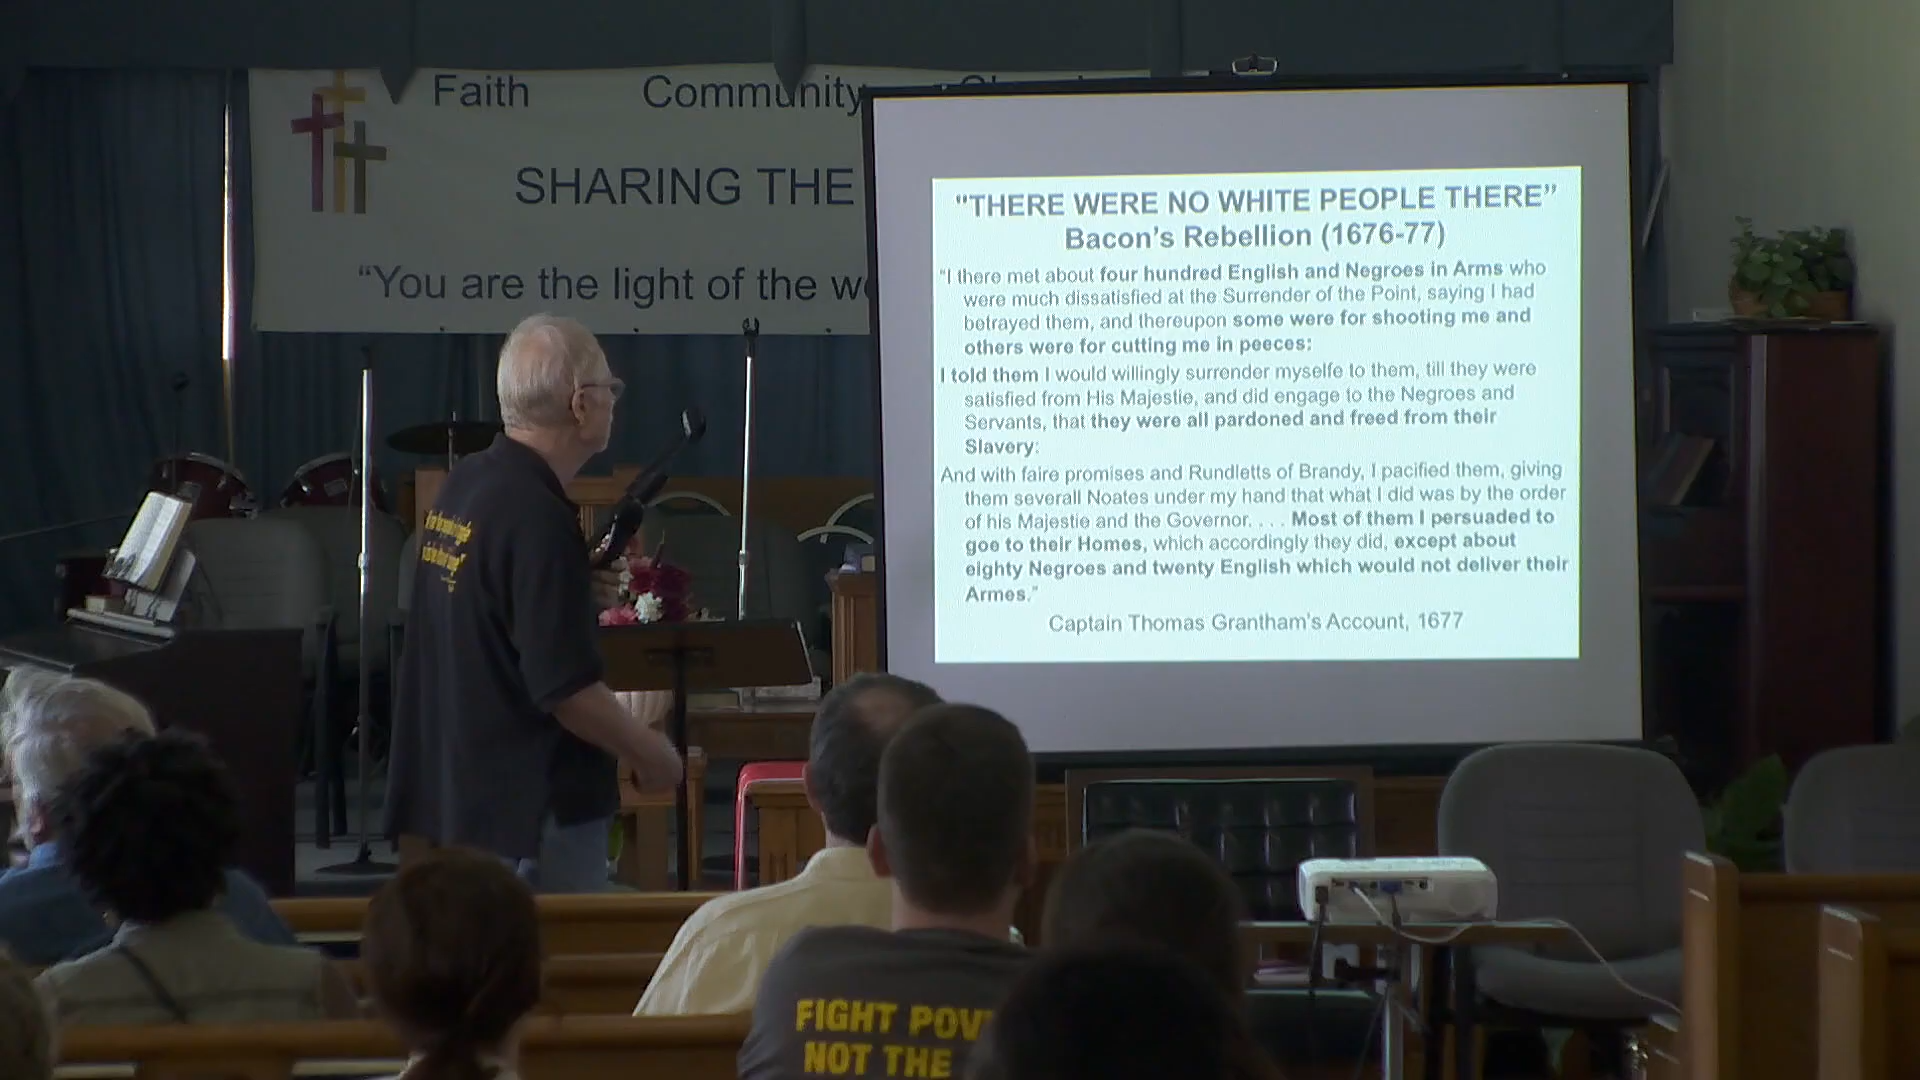 Faith Community
SHARING THE
“You are the light of the
"THERE WERE NO WHITE PEOPLE THERE”
Bacon’s Rebellion (1676-77)
“I there met about four hundred English and Negroes in Arms who
were much dissatisfied at the Surrender of the Point, saying I had
betrayed them, and thereupon some were for shooting me and
others were for cutting me in peeces:
I told them I would willingly surrender myselfe to them, till they were
satisfied from His Majestie, and did engage to the Negroes and
Servants, that they were all pardoned and freed from their
Slavery:
And with faire promises and Rundletts of Brandy, I pacified them, giving
them severall Noates under my hand that what I did was by the order
of his Majestie and the Governor. . . . Most of them I persuaded to
goe to their Homes, which accordingly they did, except about
eighty Negroes and twenty English which would not deliver their
Armes.”
Captain Thomas Grantham’s Account, 1677
FIGHT POV
NOT THE